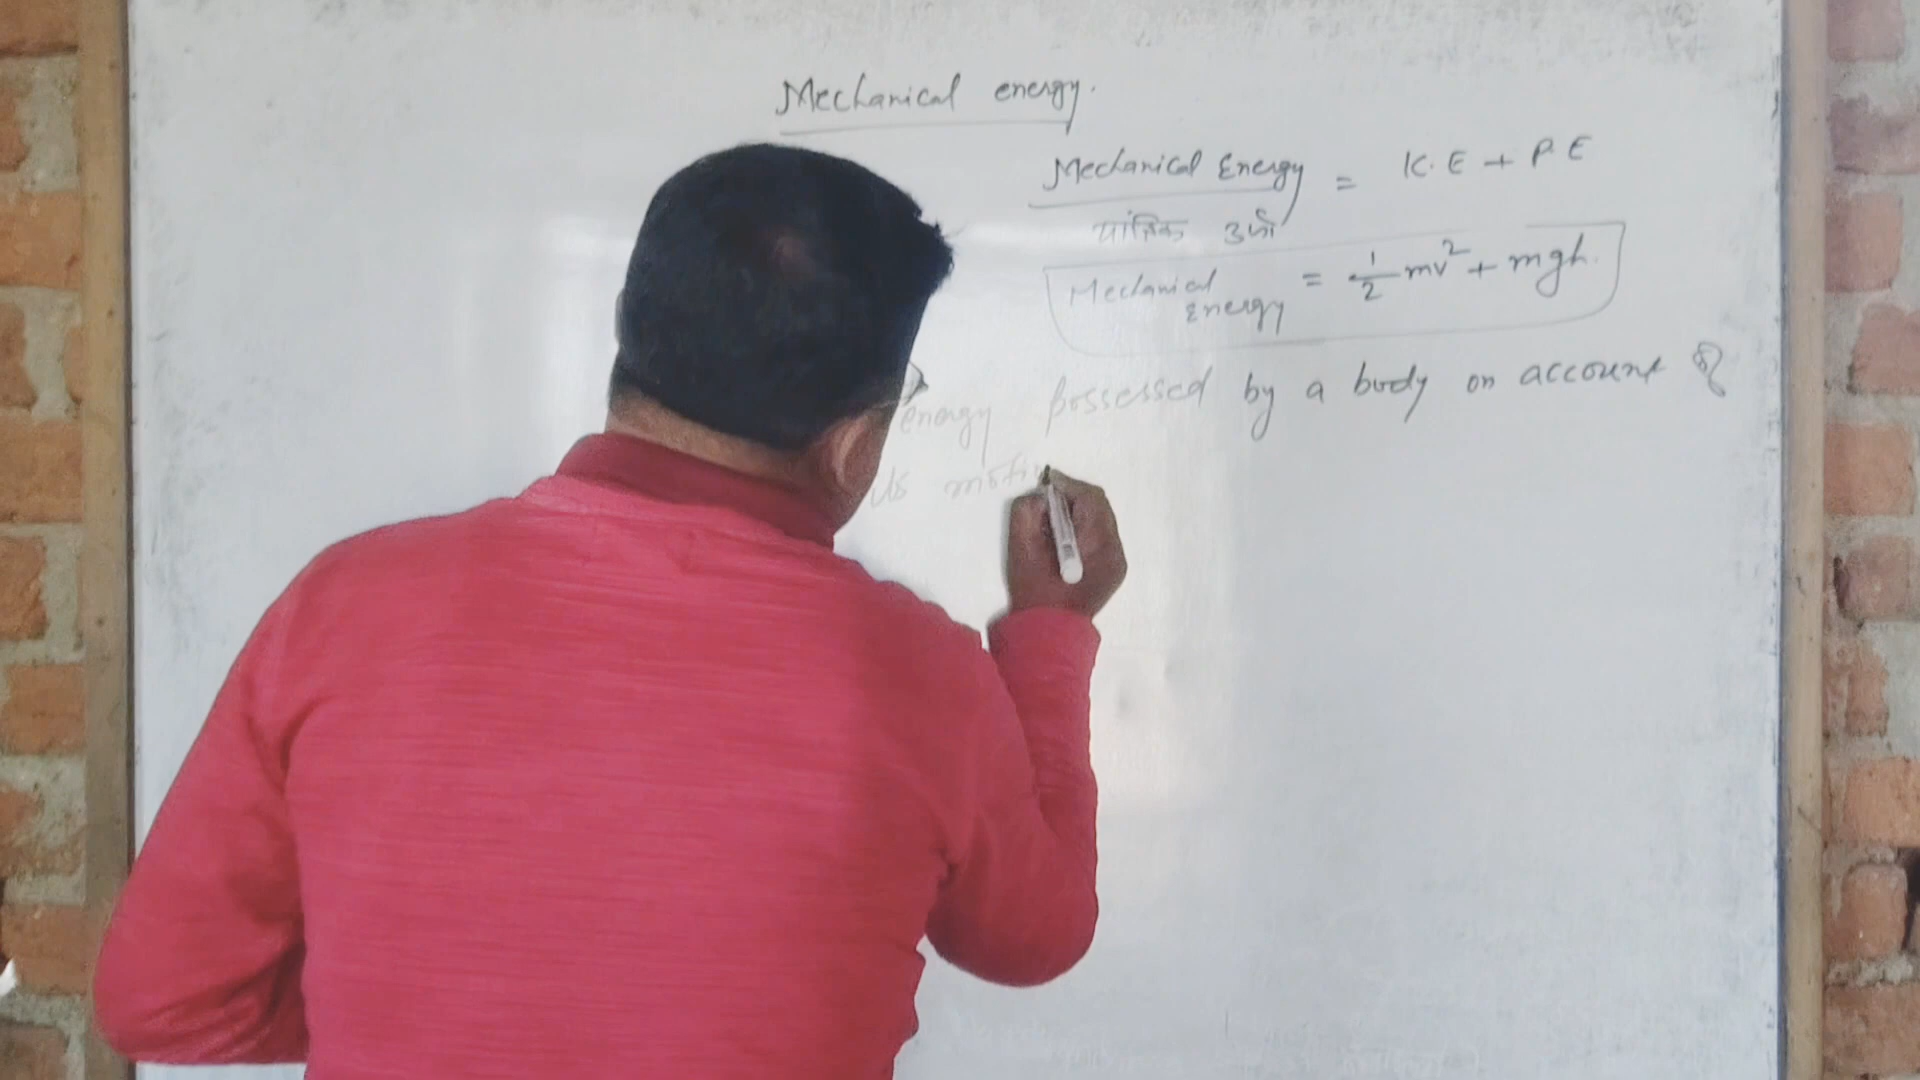 Mechanical energy.
Mechanical Energy = K.E + P.E
यांत्रिक उर्जा
Mechanical energy = 1/2 mv² + mgh.
energy possessed by a body on account of
its motion